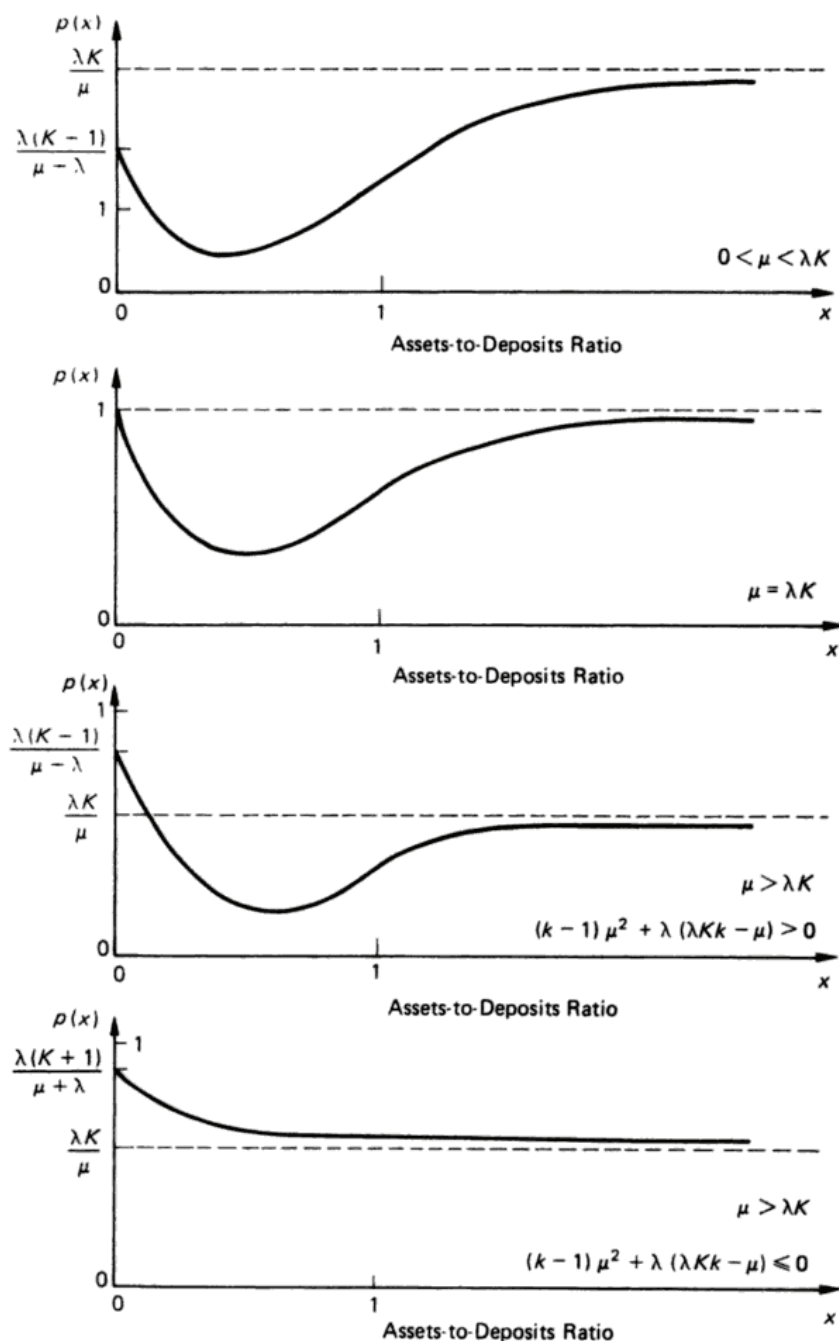 p(x)
λK
μ
λ(K − 1)
μ − λ
1
0
0 < μ < λK
0
1
x
Assets-to-Deposits Ratio
p(x)
1
μ = λK
0
0
1
x
Assets-to-Deposits Ratio
p(x)
1
λ(K − 1)
μ − λ
λK
μ
μ > λK
(k − 1) μ² + λ (λKk − μ) > 0
0
0
1
x
Assets-to-Deposits Ratio
p(x)
1
λ(K + 1)
μ + λ
λK
μ
μ > λK
(k − 1) μ² + λ (λKk − μ) ⩽ 0
0
0
1
x
Assets-to-Deposits Ratio